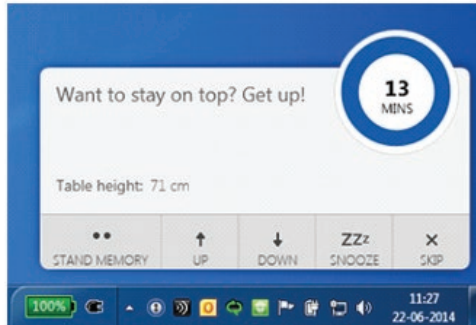 13
MINS
Want to stay on top? Get up!
Table height: 71 cm
STAND MEMORY UP DOWN ZZZ SNOOZE SKIP
100% 11:27
22-06-2014